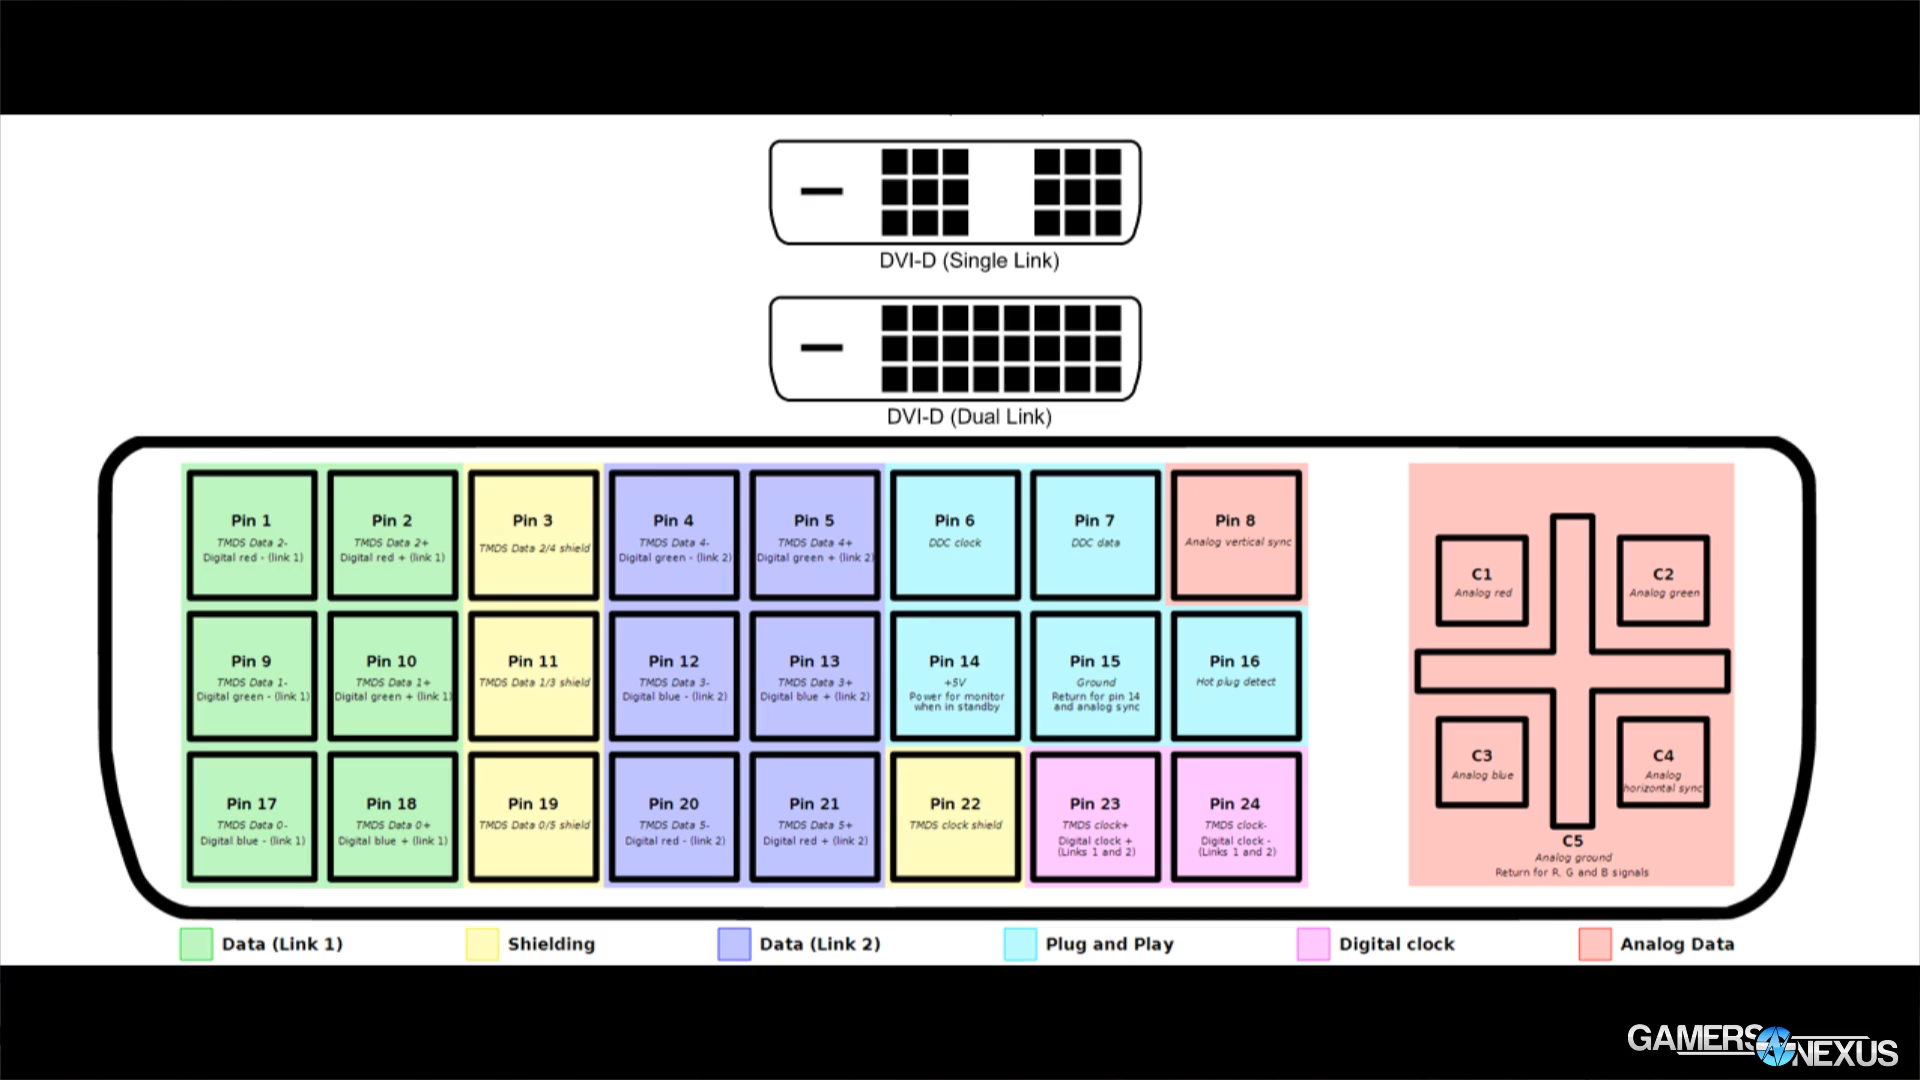 DVI-D (Single Link)
DVI-D (Dual Link)
Pin 1
TMDS Data 2-
Digital red - (link 1)
Pin 2
TMDS Data 2+
Digital red + (link 1)
Pin 3
TMDS Data 2/4 shield
Pin 4
TMDS Data 4-
Digital green - (link 2)
Pin 5
TMDS Data 4+
Digital green + (link 2)
Pin 6
DDC clock
Pin 7
DDC data
Pin 8
Analog vertical sync
Pin 9
TMDS Data 1-
Digital green - (link 1)
Pin 10
TMDS Data 1+
Digital green + (link 1)
Pin 11
TMDS Data 1/3 shield
Pin 12
TMDS Data 3-
Digital blue - (link 2)
Pin 13
TMDS Data 3+
Digital blue + (link 2)
Pin 14
+5V
Power for monitor
when in standby
Pin 15
Ground
Return for pin 14
and analog sync
Pin 16
Hot plug detect
Pin 17
TMDS Data 0-
Digital blue - (link 1)
Pin 18
TMDS Data 0+
Digital blue + (link 1)
Pin 19
TMDS Data 0/5 shield
Pin 20
TMDS Data 5-
Digital red - (link 2)
Pin 21
TMDS Data 5+
Digital red + (link 2)
Pin 22
TMDS clock shield
Pin 23
TMDS clock+
Digital clock +
(Links 1 and 2)
Pin 24
TMDS clock-
Digital clock -
(Links 1 and 2)
C1
Analog red
C2
Analog green
C3
Analog blue
C4
Analog
horizontal sync
C5
Analog ground
Return for R, G and B signals
Data (Link 1)
Shielding
Data (Link 2)
Plug and Play
Digital clock
Analog Data
GAMERS
NEXUS